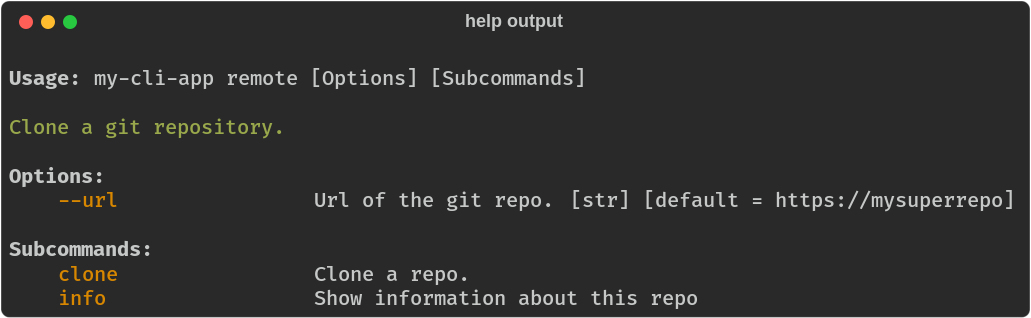 help output
Usage: my-cli-app remote [Options] [Subcommands]
Clone a git repository.
Options:
--url Url of the git repo. [str] [default = https://mysuperrepo]
Subcommands:
clone Clone a repo.
info Show information about this repo